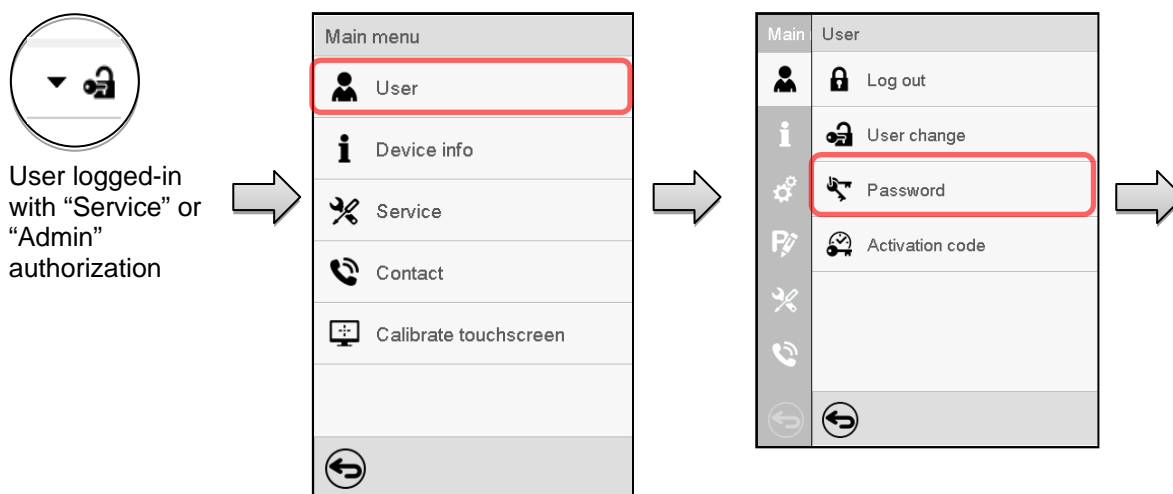 User logged-in
with “Service” or
“Admin”
authorization
Main menu
User
Device info
Service
Contact
Calibrate touchscreen
Main
User
Log out
User change
Password
Activation code